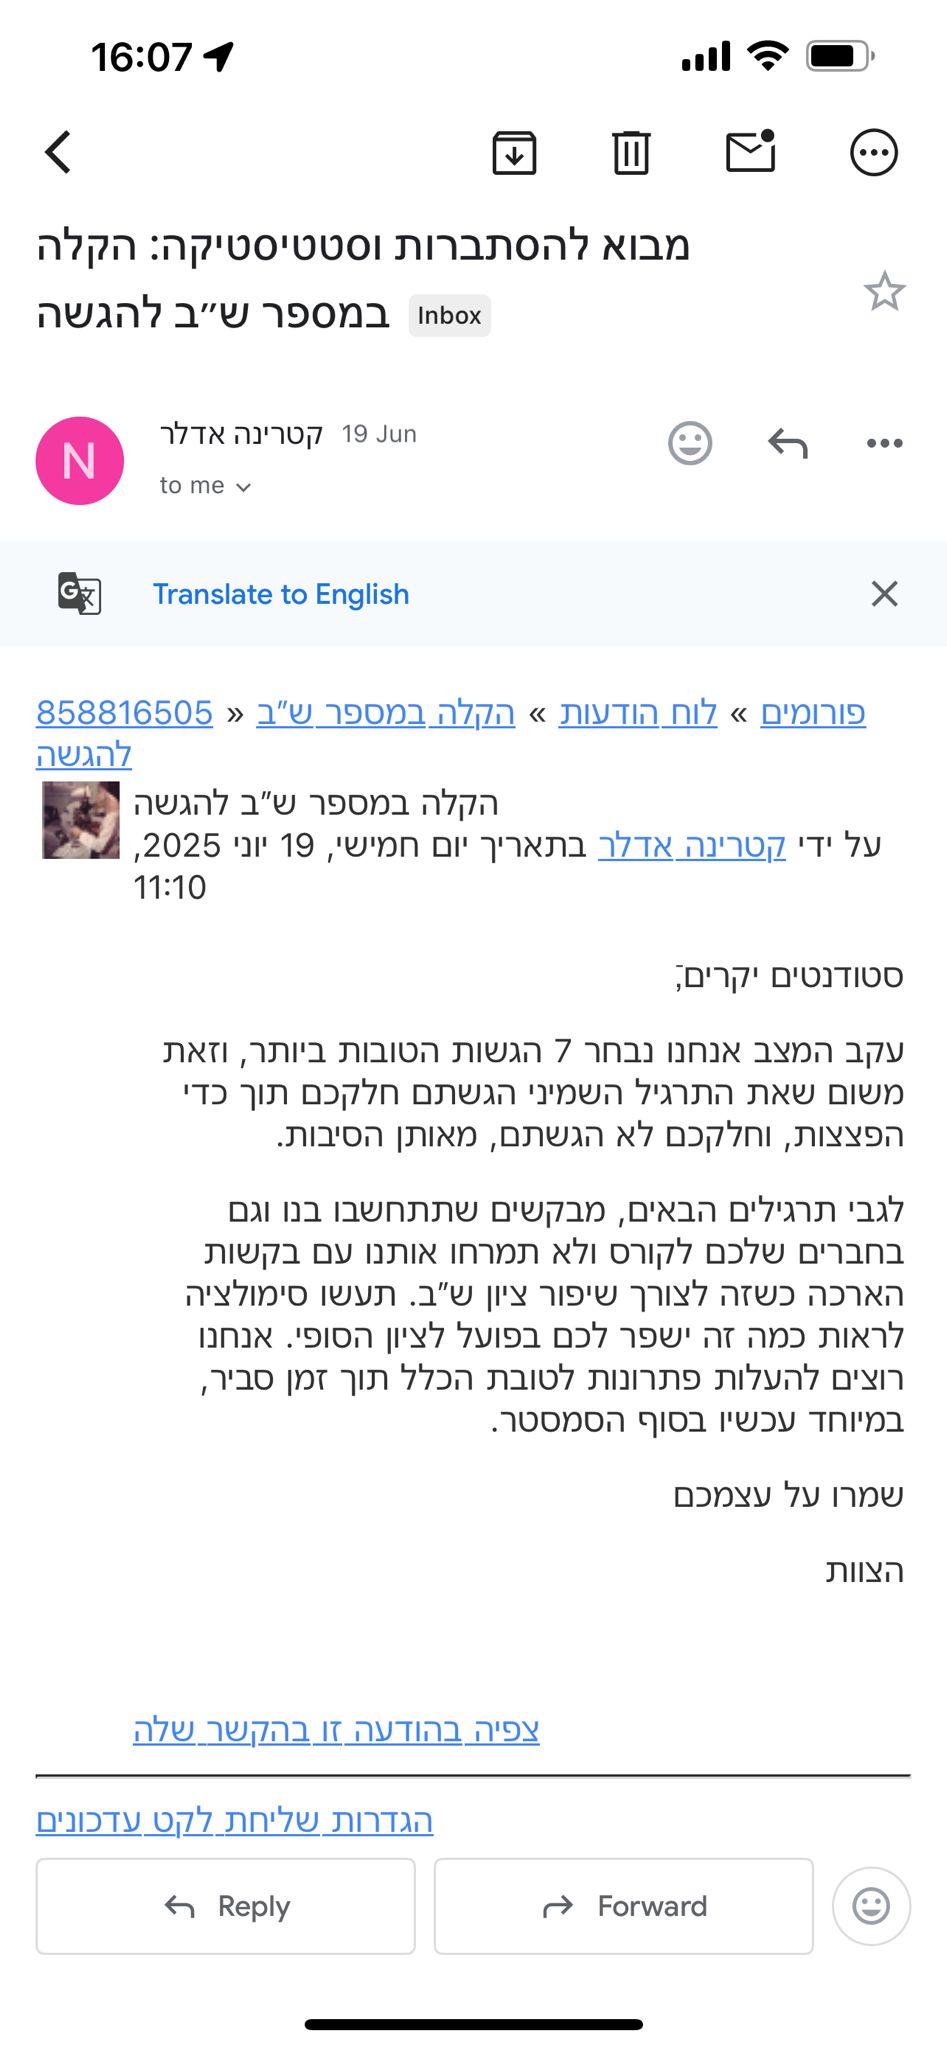 16:07
מבוא להסתברות וסטטיסטיקה: הקלה
במספר ש״ב להגשה Inbox
N
קטרינה אדלר 19 Jun
to me
Translate to English
פורומים » לוח הודעות » הקלה במספר ש"ב » 858816505
להגשה
הקלה במספר ש"ב להגשה
על ידי קטרינה אדלר בתאריך יום חמישי, 19 יוני 2025,
11:10
סטודנטים יקרים,
עקב המצב אנחנו נבחר 7 הגשות הטובות ביותר, וזאת
משום שאת התרגיל השמיני הגשתם חלקכם תוך כדי
הפצצות, וחלקכם לא הגשתם, מאותן הסיבות.
לגבי תרגילים הבאים, מבקשים שתתחשבו בנו וגם
בחברים שלכם לקורס ולא תמרחו אותנו עם בקשות
הארכה כשזה לצורך שיפור ציון ש"ב. תעשו סימולציה
לראות כמה זה ישפר לכם בפועל לציון הסופי. אנחנו
רוצים להעלות פתרונות לטובת הכלל תוך זמן סביר,
במיוחד עכשיו בסוף הסמסטר.
שמרו על עצמכם
הצוות
צפיה בהודעה זו בהקשר שלה
הגדרות שליחת לקט עדכונים
Reply
Forward